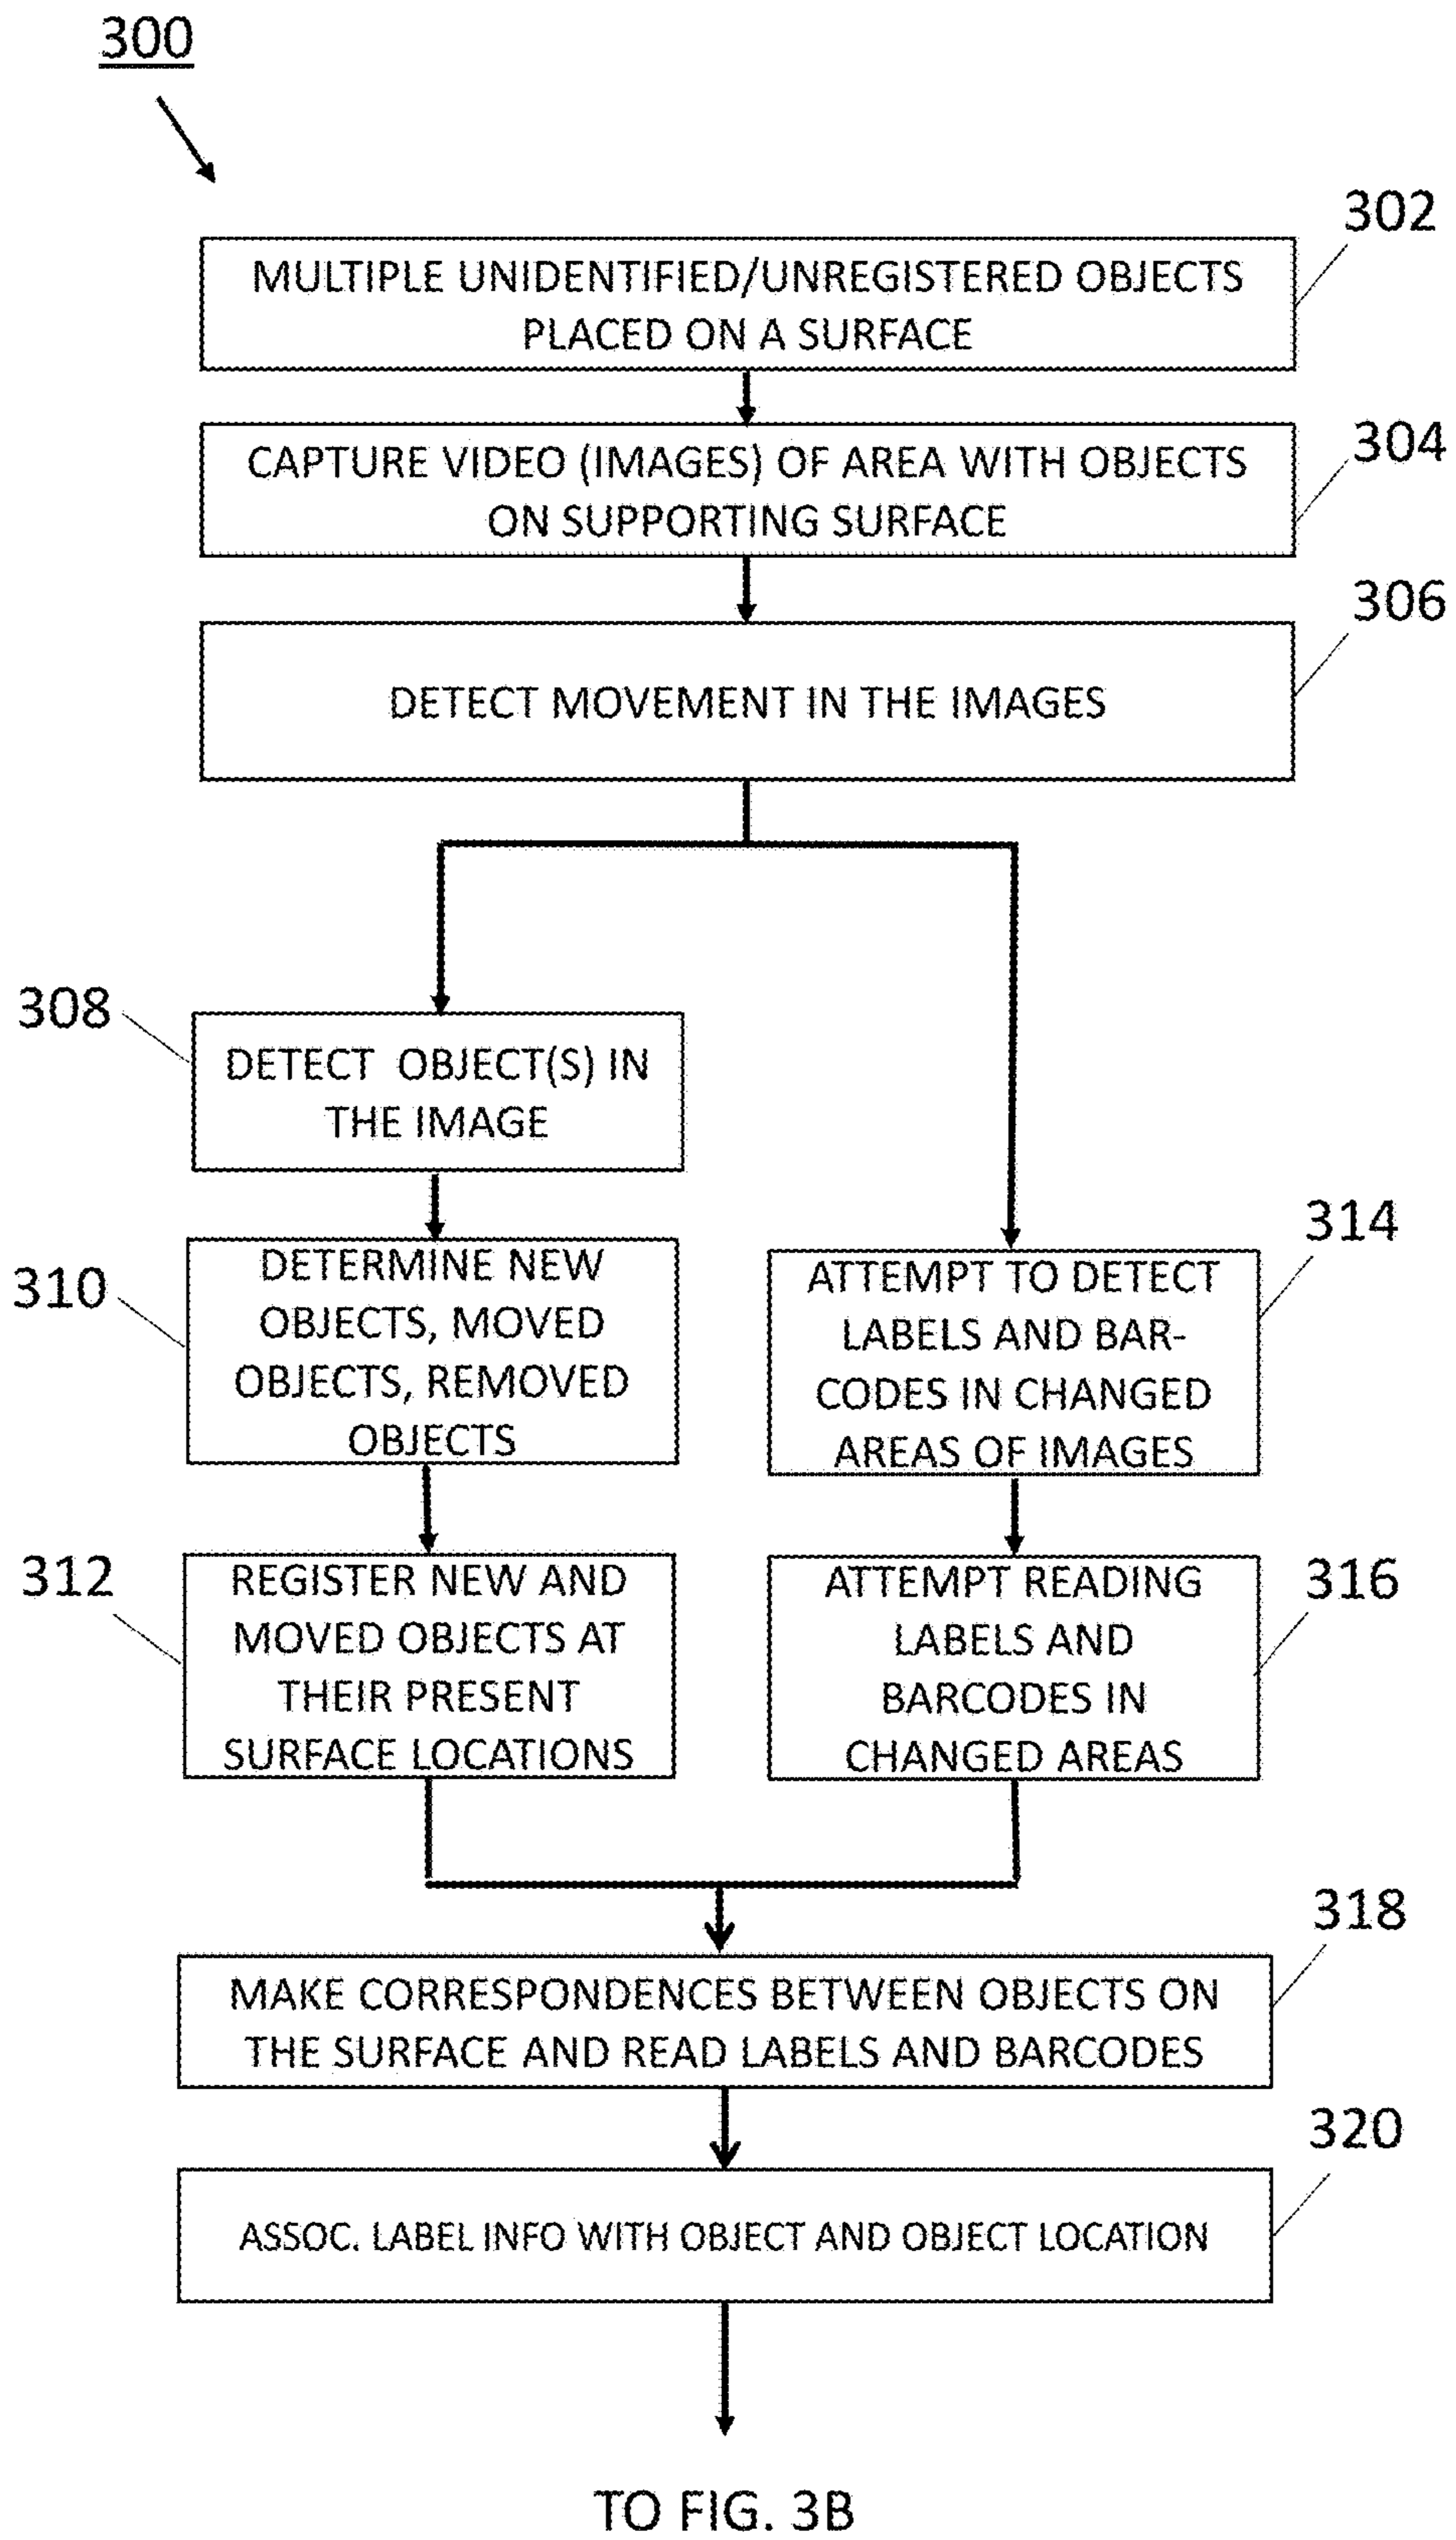 300
302
MULTIPLE UNIDENTIFIED/UNREGISTERED OBJECTS
PLACED ON A SURFACE
304
CAPTURE VIDEO (IMAGES) OF AREA WITH OBJECTS
ON SUPPORTING SURFACE
306
DETECT MOVEMENT IN THE IMAGES
308
DETECT OBJECT(S) IN
THE IMAGE
310
DETERMINE NEW
OBJECTS, MOVED
OBJECTS, REMOVED
OBJECTS
314
ATTEMPT TO DETECT
LABELS AND BAR-
CODES IN CHANGED
AREAS OF IMAGES
312
REGISTER NEW AND
MOVED OBJECTS AT
THEIR PRESENT
SURFACE LOCATIONS
316
ATTEMPT READING
LABELS AND
BARCODES IN
CHANGED AREAS
318
MAKE CORRESPONDENCES BETWEEN OBJECTS ON
THE SURFACE AND READ LABELS AND BARCODES
320
ASSOC. LABEL INFO WITH OBJECT AND OBJECT LOCATION
TO FIG. 3B